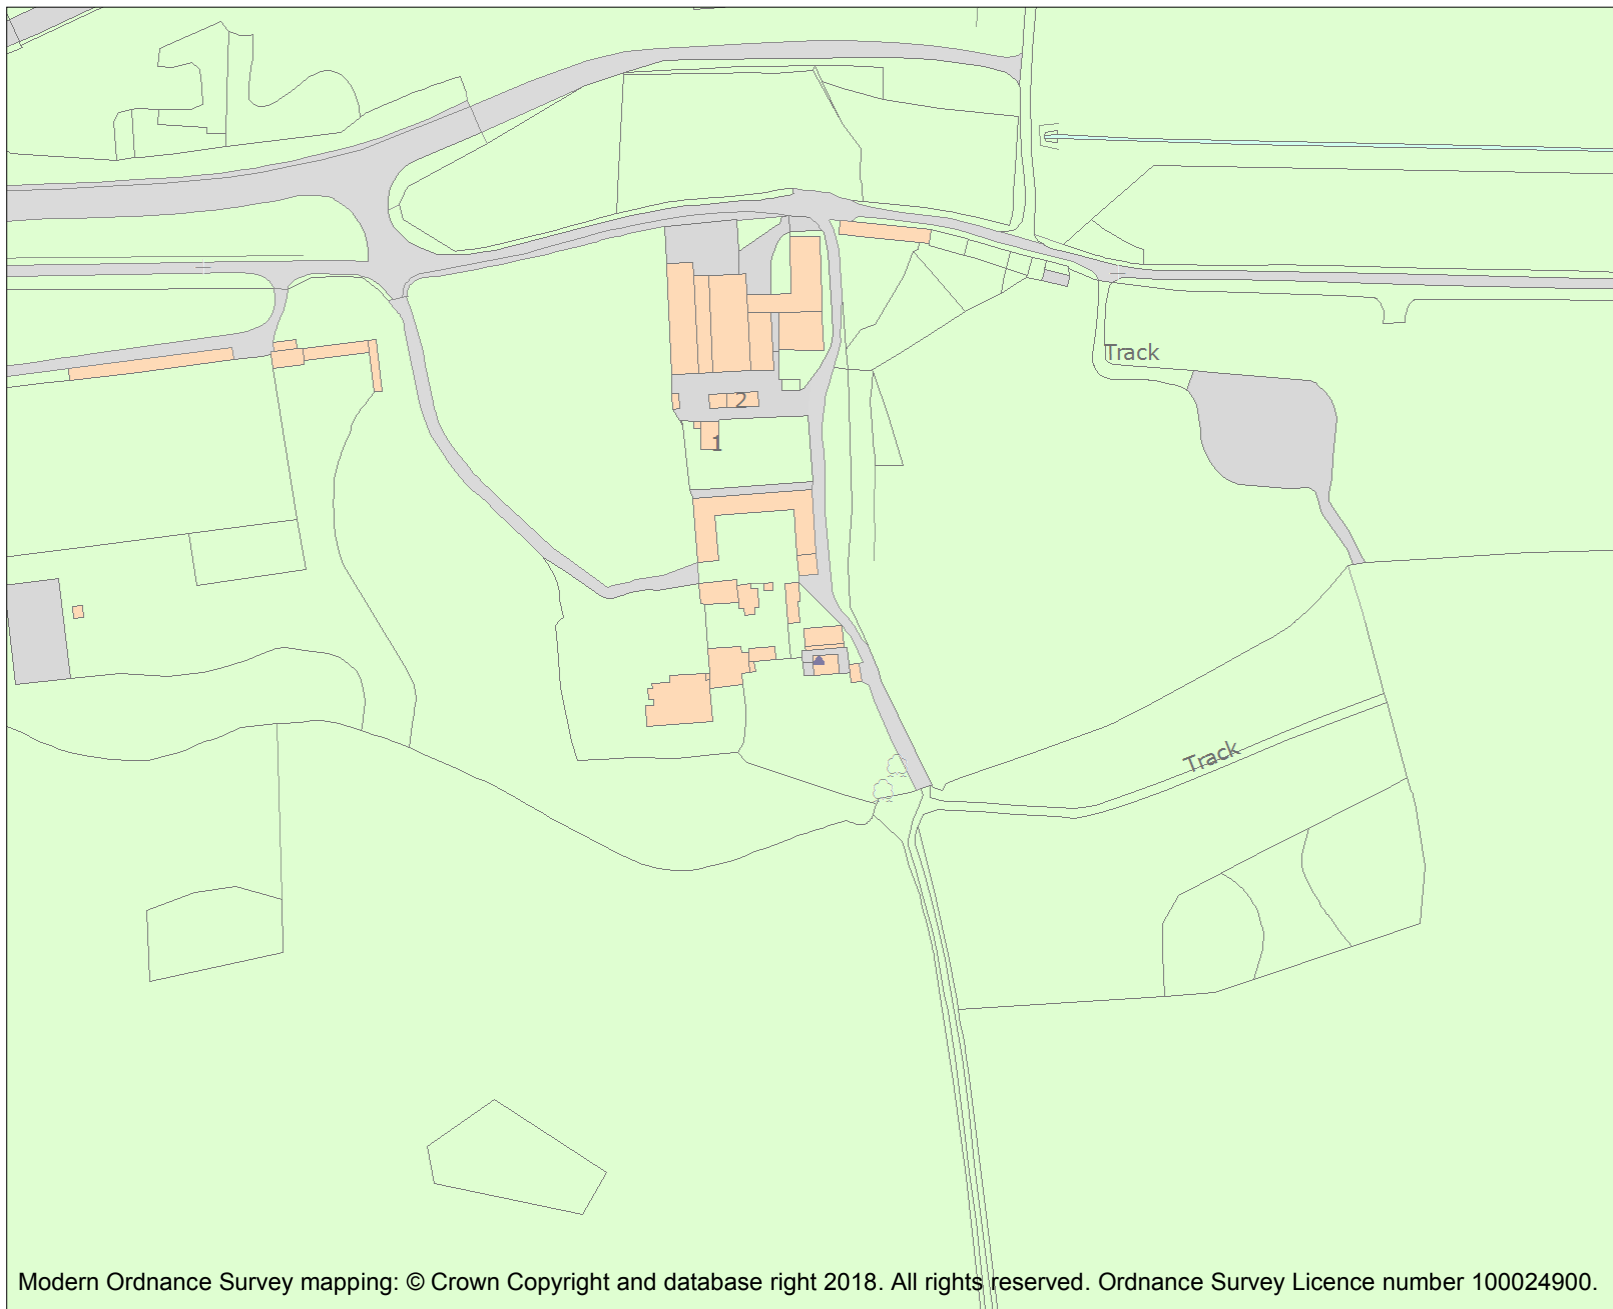 Track
2
1
Track
Modern Ordnance Survey mapping: © Crown Copyright and database right 2018. All rights reserved. Ordnance Survey Licence number 100024900.